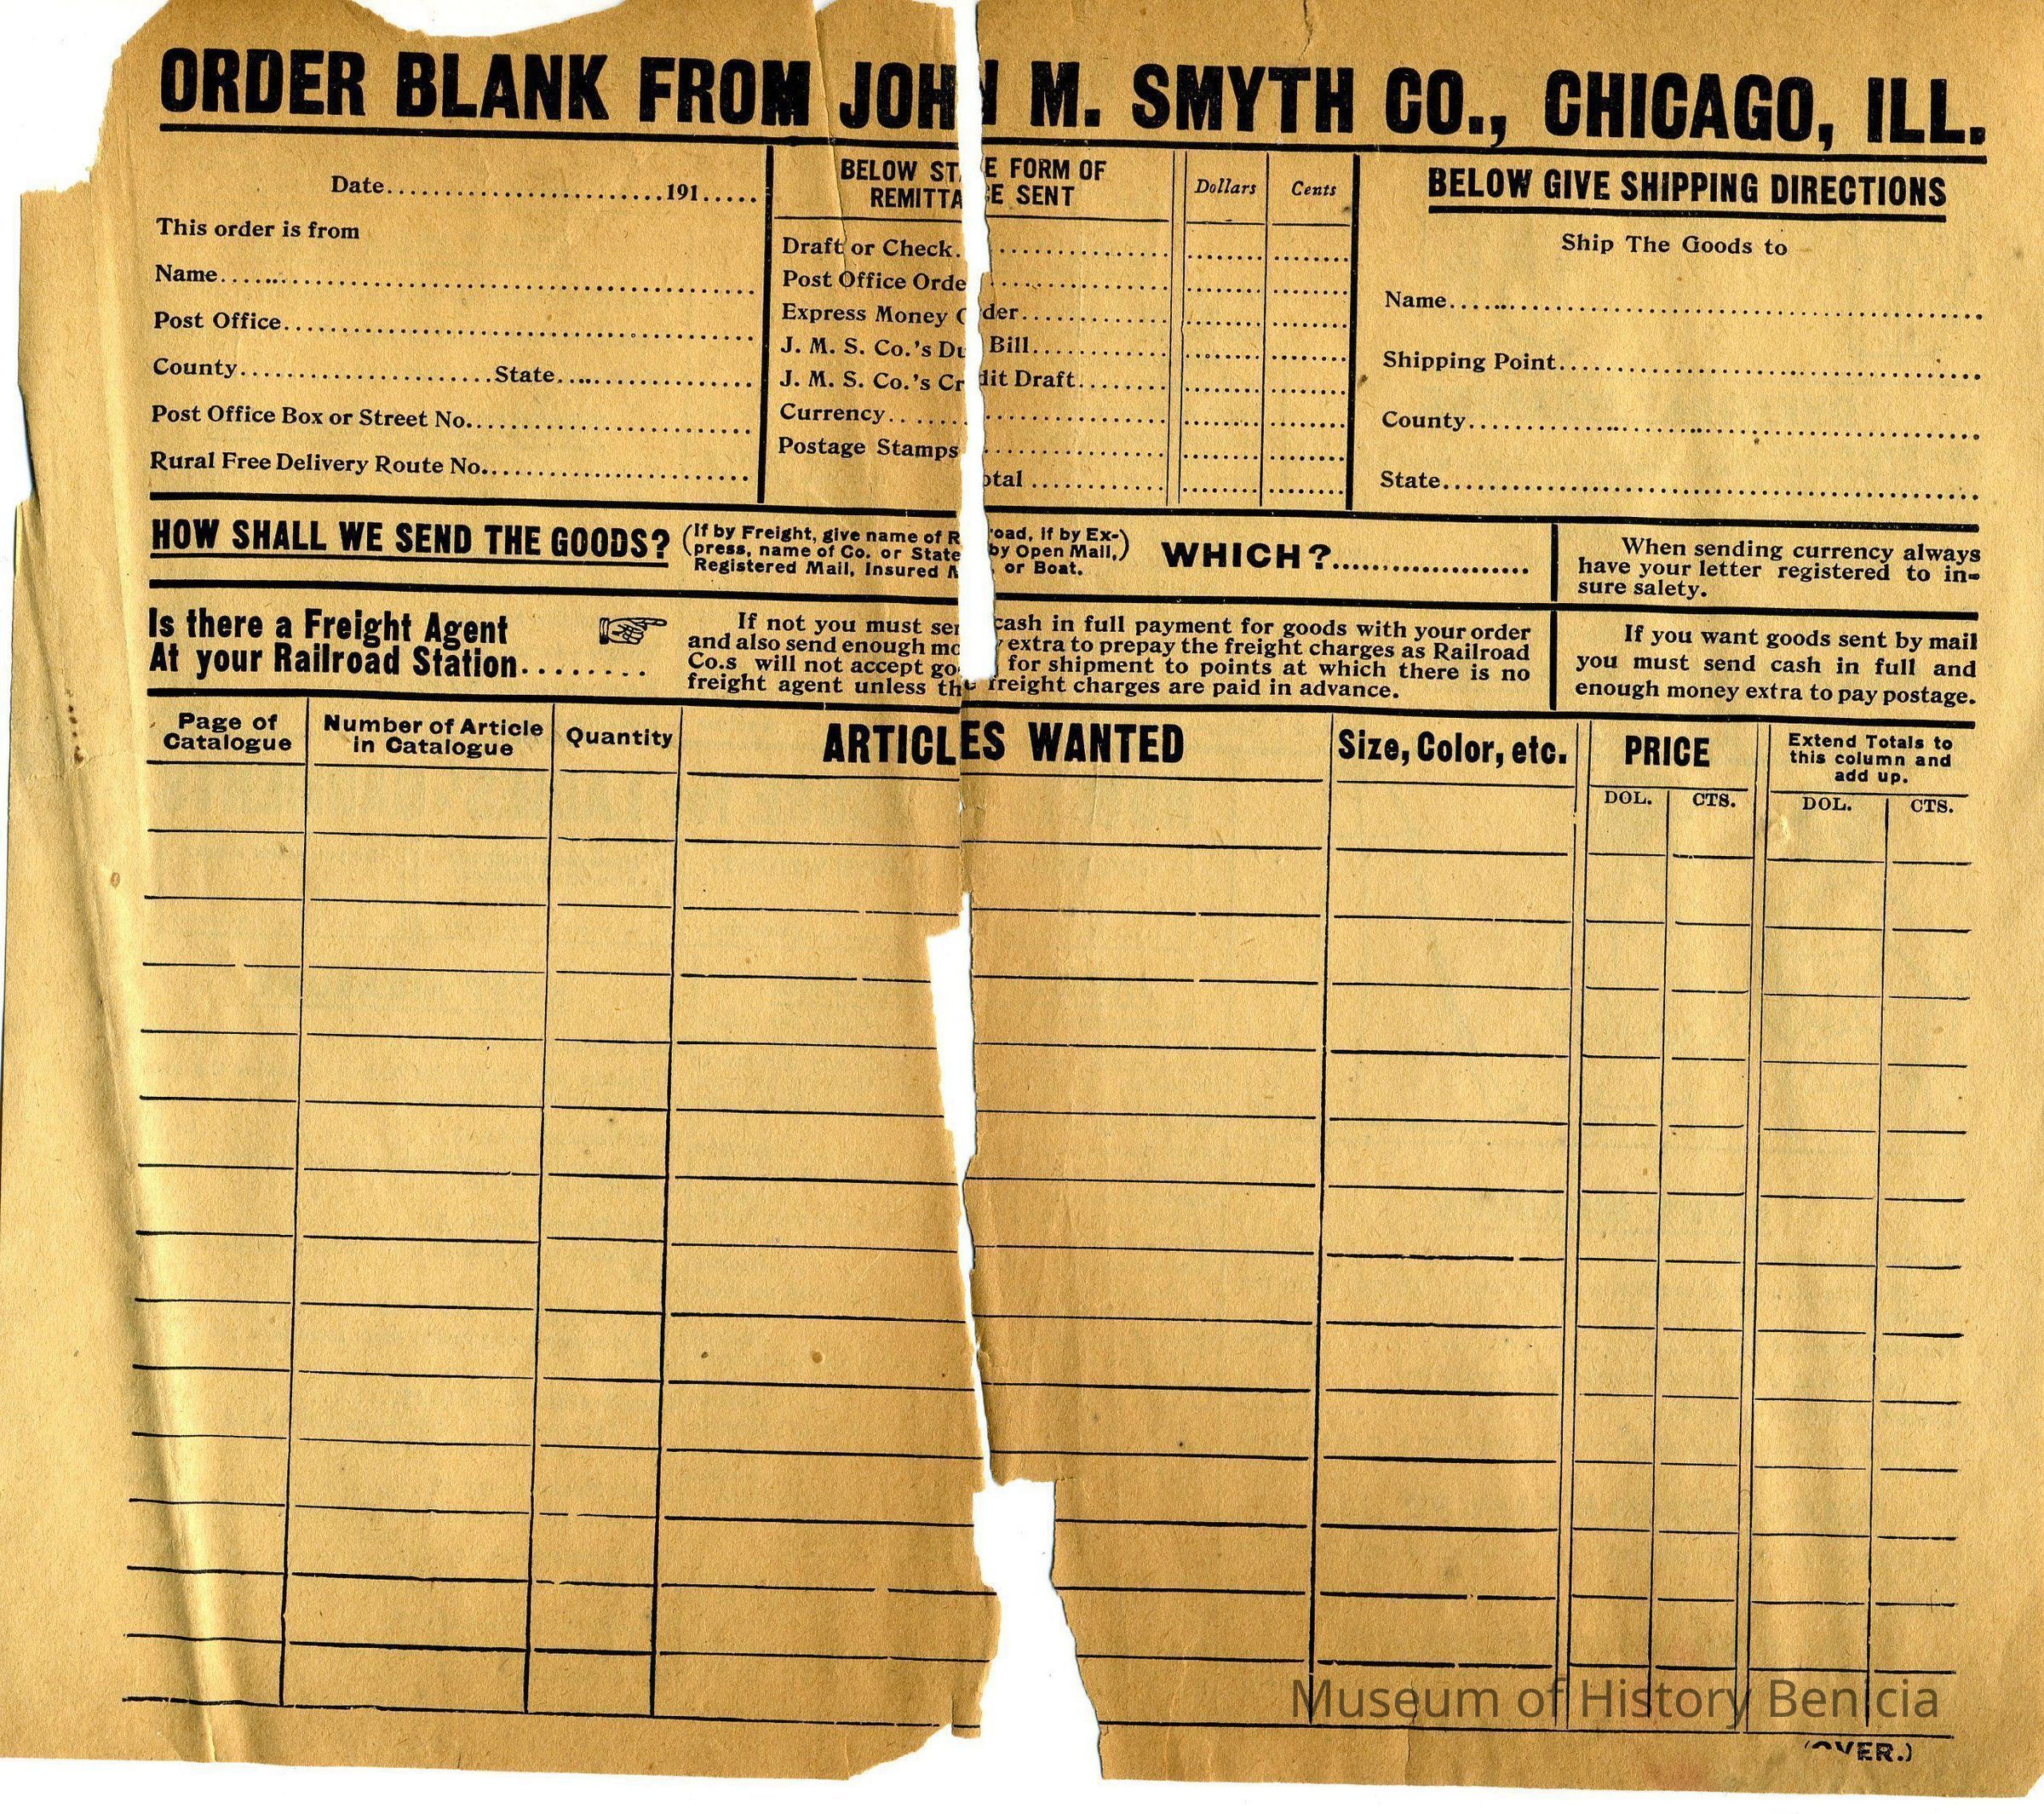 ORDER BLANK FROM JOHN M. SMYTH CO., CHICAGO, ILL.
Date..........................191.....
This order is from
Name..........................
Post Office..........................
County........................State..................
Post Office Box or Street No...........................
Rural Free Delivery Route No..........................
BELOW ST E FORM OF
REMITTA CE SENT
Dollars Cents
Draft or Check..................
Post Office Orde ..................
Express Money O der..............
J. M. S. Co.'s Du Bill..............
J. M. S. Co.'s Cr dit Draft.........
Currency..................
Postage Stamps ..................
otal ..............
BELOW GIVE SHIPPING DIRECTIONS
Ship The Goods to
Name..........................
Shipping Point..........................
County..........................
State..........................
HOW SHALL WE SEND THE GOODS?
(If by Freight, give name of R road, if by Ex-)
press, name of Co. or State by Open Mail,
Registered Mail, Insured M or Boat.
WHICH?.....................
When sending currency always
have your letter registered to in-
sure salety.
Is there a Freight Agent
At your Railroad Station........
If not you must sen cash in full payment for goods with your order
and also send enough mo y extra to prepay the freight charges as Railroad
Co.s will not accept go for shipment to points at which there is no
freight agent unless the freight charges are paid in advance.
If you want goods sent by mail
you must send cash in full and
enough money extra to pay postage.
Page of
Catalogue
Number of Article
in Catalogue
Quantity
ARTICLES WANTED
Size, Color, etc.
PRICE
DOL. CTS.
Extend Totals to
this column and
add up.
DOL. CTS.
Museum of History Benicia
(OVER.)